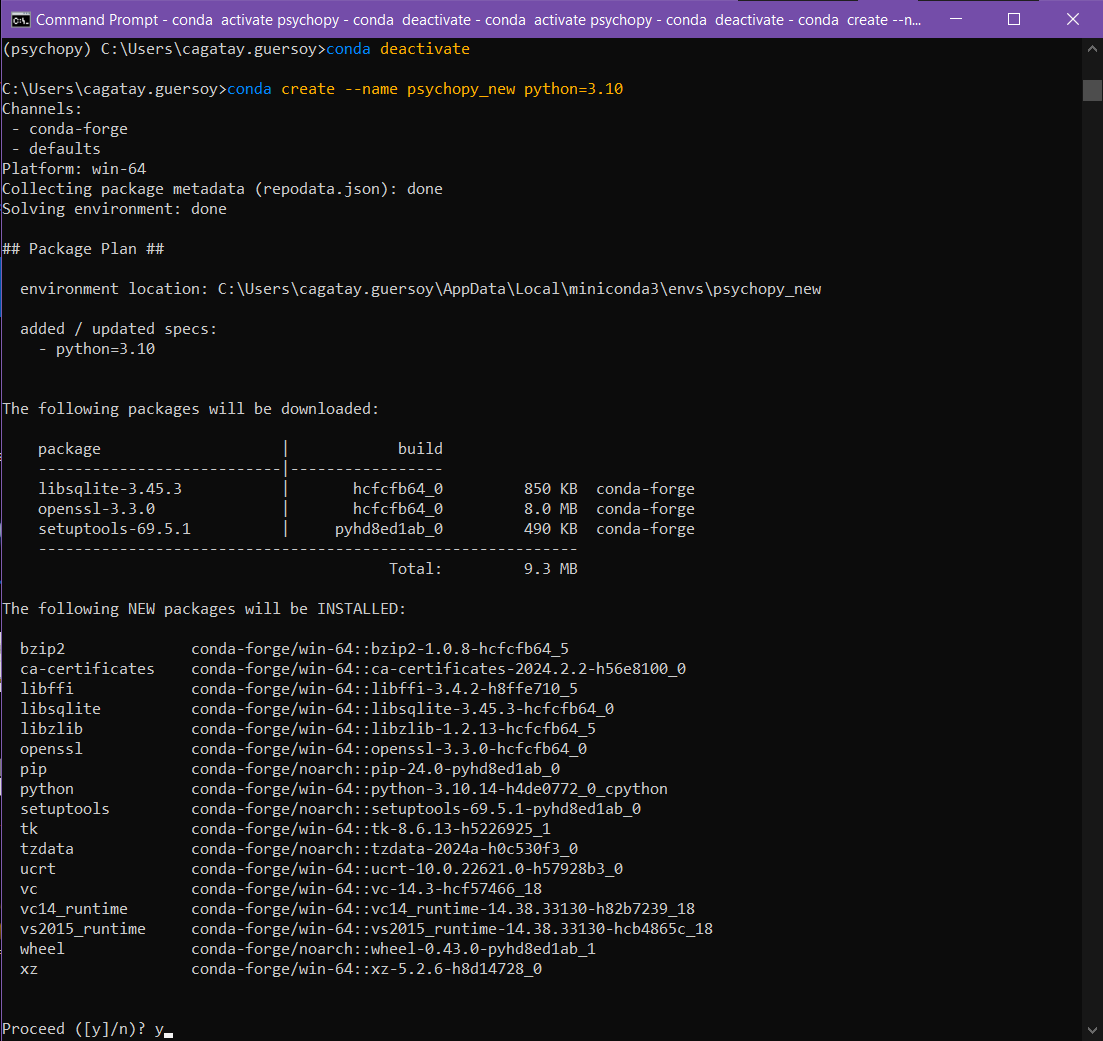 Command Prompt - conda  activate psychopy - conda  deactivate - conda  activate psychopy - conda  deactivate - conda  create --n...
(psychopy) C:\Users\cagatay.guersoy>conda deactivate
C:\Users\cagatay.guersoy>conda create --name psychopy_new python=3.10
Channels:
 - conda-forge
 - defaults
Platform: win-64
Collecting package metadata (repodata.json): done
Solving environment: done
## Package Plan ##
  environment location: C:\Users\cagatay.guersoy\AppData\Local\miniconda3\envs\psychopy_new
  added / updated specs:
    - python=3.10
The following packages will be downloaded:
    package                    |            build
    ---------------------------|-----------------
    libsqlite-3.45.3           |       hcfcfb64_0         850 KB  conda-forge
    openssl-3.3.0              |       hcfcfb64_0         8.0 MB  conda-forge
    setuptools-69.5.1          |     pyhd8ed1ab_0         490 KB  conda-forge
    ------------------------------------------------------------
                                           Total:         9.3 MB
The following NEW packages will be INSTALLED:
  bzip2              conda-forge/win-64::bzip2-1.0.8-hcfcfb64_5
  ca-certificates    conda-forge/win-64::ca-certificates-2024.2.2-h56e8100_0
  libffi             conda-forge/win-64::libffi-3.4.2-h8ffe710_5
  libsqlite          conda-forge/win-64::libsqlite-3.45.3-hcfcfb64_0
  libzlib            conda-forge/win-64::libzlib-1.2.13-hcfcfb64_5
  openssl            conda-forge/win-64::openssl-3.3.0-hcfcfb64_0
  pip                conda-forge/noarch::pip-24.0-pyhd8ed1ab_0
  python             conda-forge/win-64::python-3.10.14-h4de0772_0_cpython
  setuptools         conda-forge/noarch::setuptools-69.5.1-pyhd8ed1ab_0
  tk                 conda-forge/win-64::tk-8.6.13-h5226925_1
  tzdata             conda-forge/noarch::tzdata-2024a-h0c530f3_0
  ucrt               conda-forge/win-64::ucrt-10.0.22621.0-h57928b3_0
  vc                 conda-forge/win-64::vc-14.3-hcf57466_18
  vc14_runtime       conda-forge/win-64::vc14_runtime-14.38.33130-h82b7239_18
  vs2015_runtime     conda-forge/win-64::vs2015_runtime-14.38.33130-hcb4865c_18
  wheel              conda-forge/noarch::wheel-0.43.0-pyhd8ed1ab_1
  xz                 conda-forge/win-64::xz-5.2.6-h8d14728_0
Proceed ([y]/n)? y